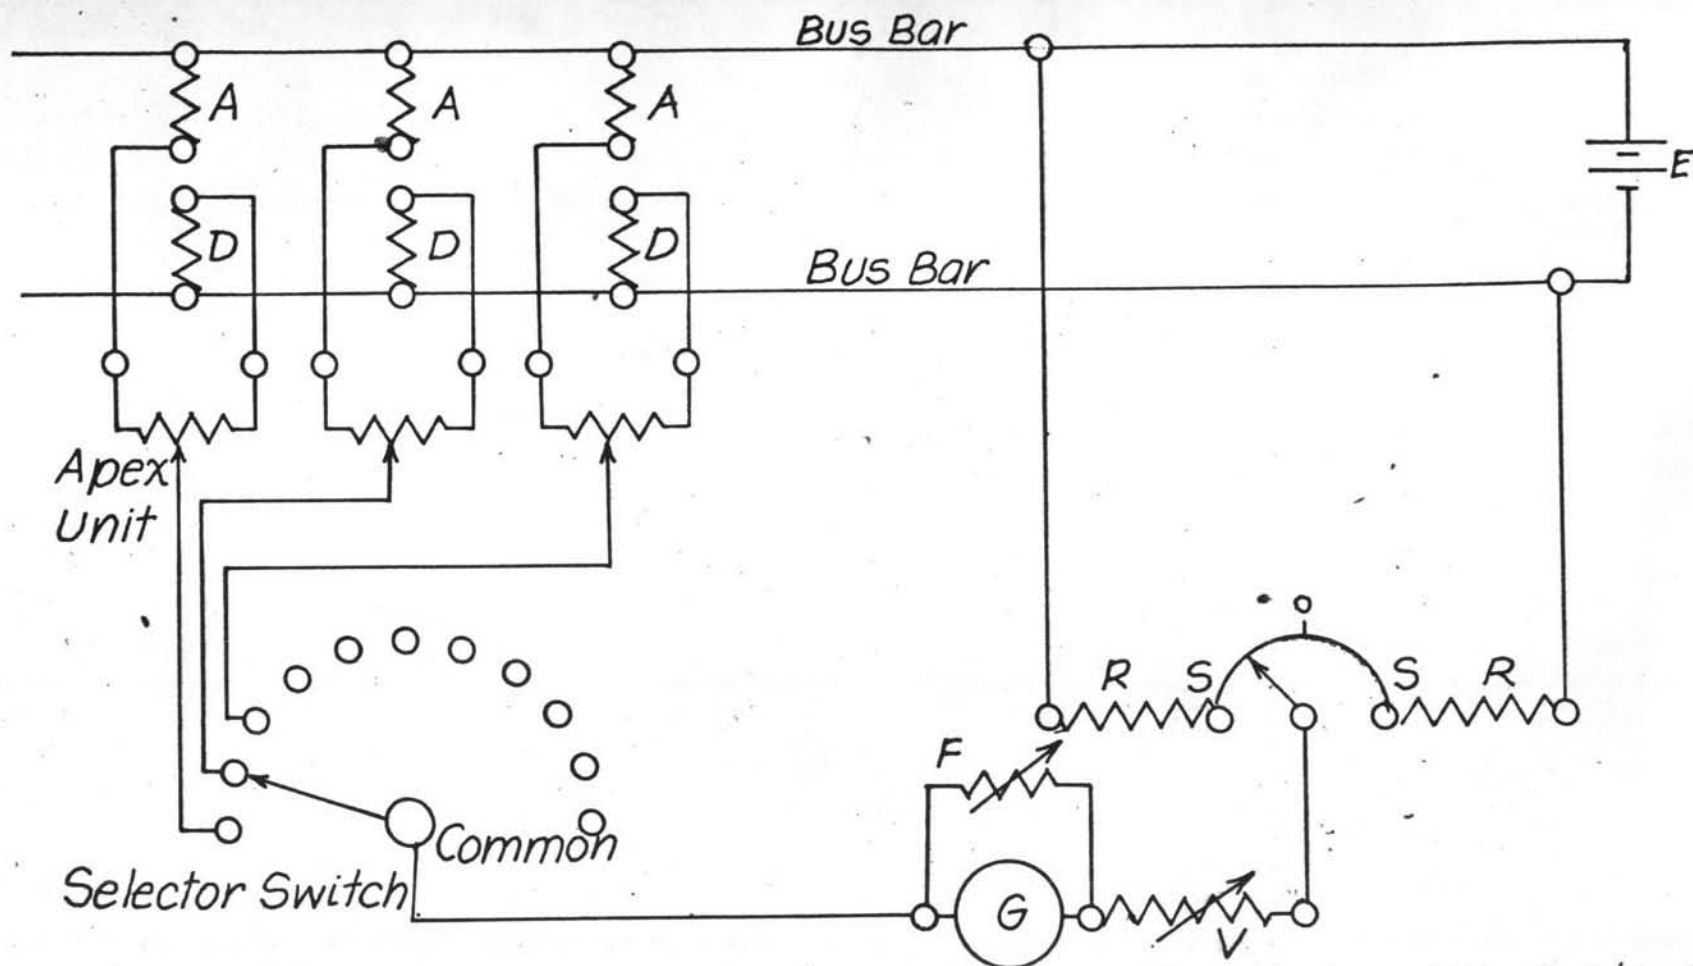 Bus Bar
A
A
A
E
D
D
D
Bus Bar
Apex
Unit
O
R
S
S
R
F
Common
Selector Switch
G
V